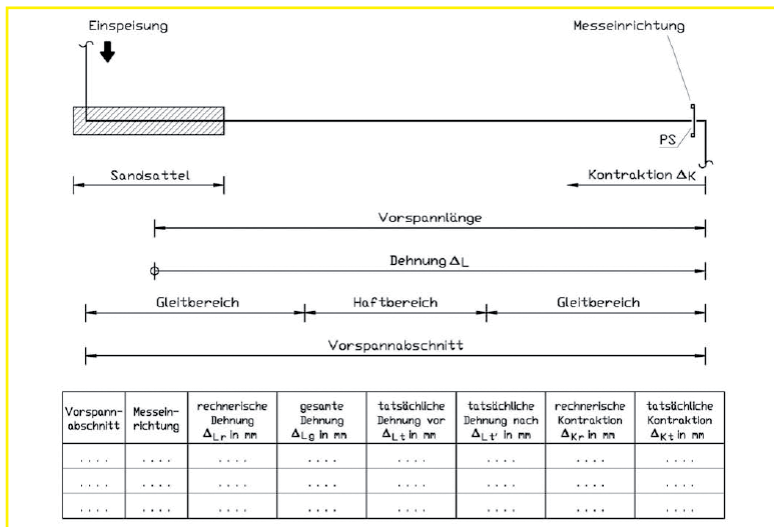 Einspeisung
Messeinrichtung
PS
Sandsattel
Kontraktion ΔK
Vorspannlänge
Dehnung ΔL
Gleitbereich Haftbereich Gleitbereich
Vorspannabschnitt
Vorspann- Messein- rechnerische gesamte tatsächliche tatsächliche rechnerische tatsächliche
abschnitt richtung Dehnung Dehnung Dehnung vor Dehnung nach Kontraktion Kontraktion
ΔLr in mm ΔLg in mm ΔLt in mm ΔLt' in mm ΔKr in mm ΔKt in mm
. . . . . . . . . . . . . . . . . . . . . . . . . . . . . . . .
. . . . . . . . . . . . . . . . . . . . . . . . . . . . . . . .
. . . . . . . . . . . . . . . . . . . . . . . . . . . . . . . .